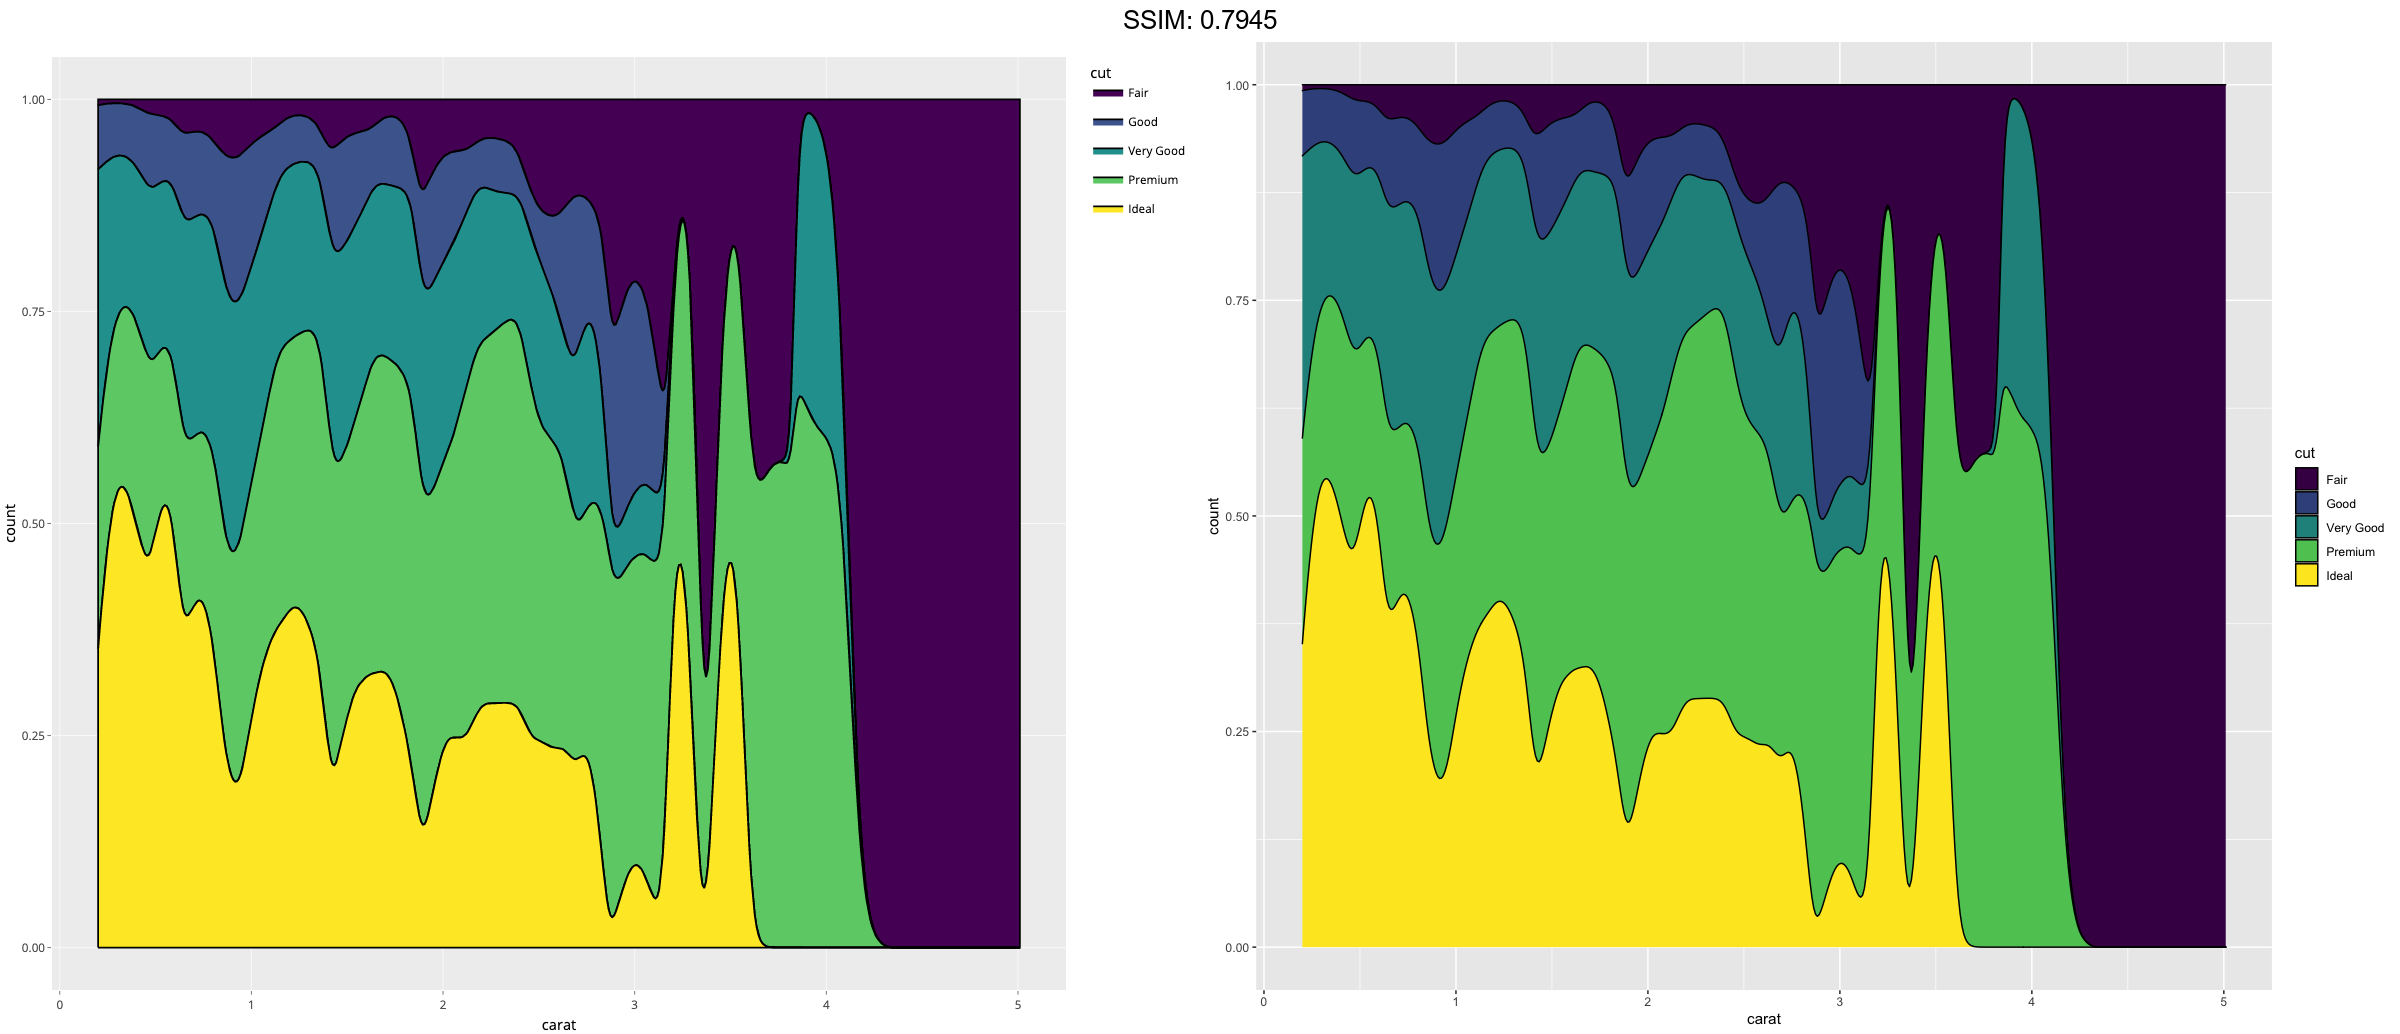 SSIM: 0.7945
cut
Fair
Good
Very Good
Premium
Ideal
1.00
0.75
0.50
0.25
0.00
count
0
1
2
3
4
5
carat
1.00
0.75
0.50
0.25
0.00
count
0
1
2
3
4
5
carat
cut
Fair
Good
Very Good
Premium
Ideal